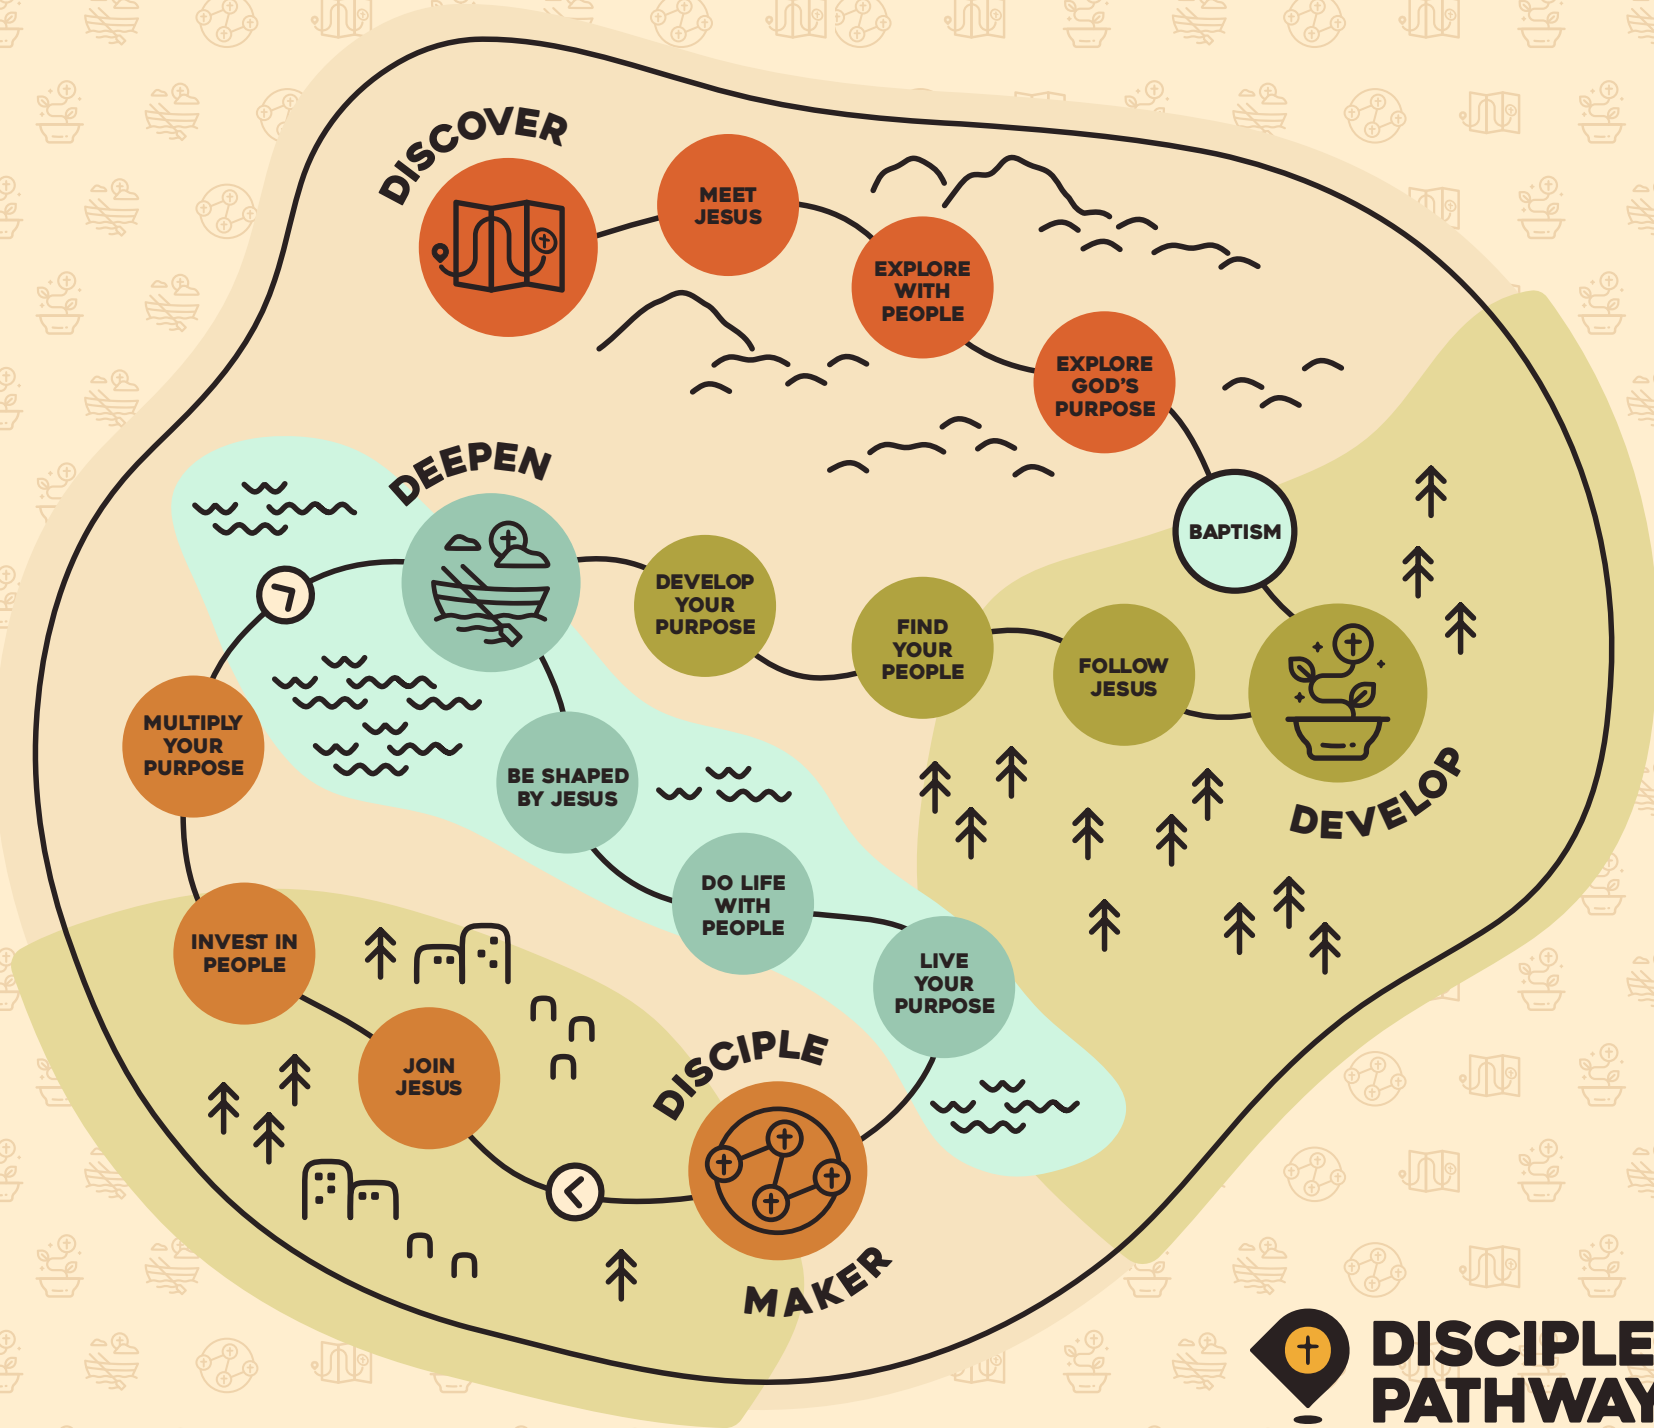 DISCOVER
MEET
JESUS
EXPLORE
WITH
PEOPLE
EXPLORE
GOD'S
PURPOSE
BAPTISM
DEVELOP
FOLLOW
JESUS
FIND
YOUR
PEOPLE
DEVELOP
YOUR
PURPOSE
DEEPEN
BE SHAPED
BY JESUS
DO LIFE
WITH
PEOPLE
LIVE
YOUR
PURPOSE
DISCIPLE
MAKER
JOIN
JESUS
INVEST IN
PEOPLE
MULTIPLY
YOUR
PURPOSE
DISCIPLE
PATHWAY